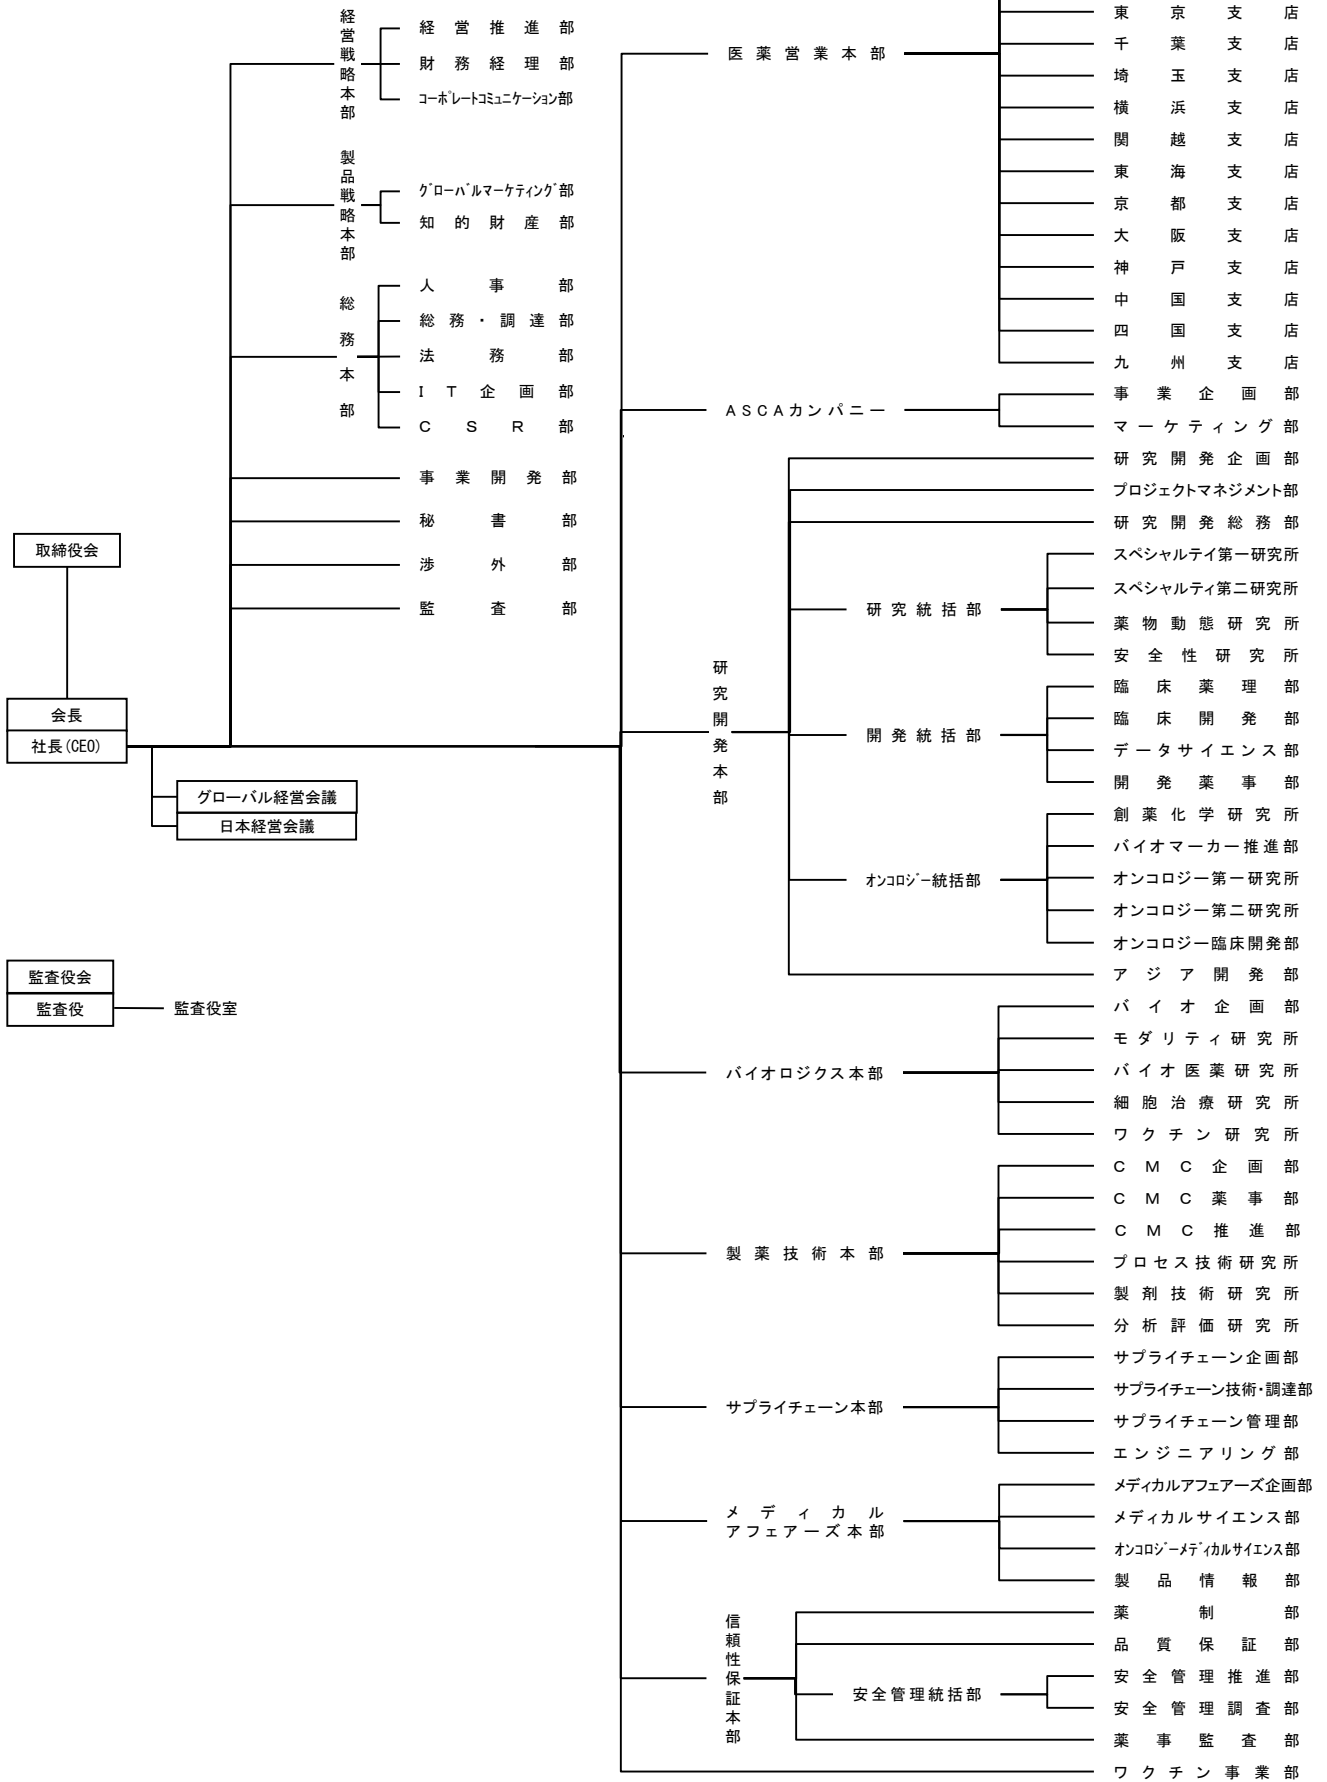 取締役会
会長
社長(CEO)
グローバル経営会議
日本経営会議
監査役会
監査役
監査役室
経営戦略本部
経営推進部
財務経理部
コーポレートコミュニケーション部
製品戦略本部
グローバルマーケティング部
知的財産部
総務本部
人事部
総務・調達部
法務部
IT企画部
CSR部
事業開発部
秘書部
渉外部
監査部
医薬営業本部
東京支店
千葉支店
埼玉支店
横浜支店
関越支店
東海支店
京都支店
大阪支店
神戸支店
中国支店
四国支店
九州支店
ASCAカンパニー
事業企画部
マーケティング部
研究開発本部
研究開発企画部
プロジェクトマネジメント部
研究開発総務部
研究統括部
スペシャルテイ第一研究所
スペシャルティ第二研究所
薬物動態研究所
安全性研究所
開発統括部
臨床薬理部
臨床開発部
データサイエンス部
開発薬事部
オンコロジー統括部
創薬化学研究所
バイオマーカー推進部
オンコロジー第一研究所
オンコロジー第二研究所
オンコロジー臨床開発部
アジア開発部
バイオロジクス本部
バイオ企画部
モダリティ研究所
バイオ医薬研究所
細胞治療研究所
ワクチン研究所
製薬技術本部
CMC企画部
CMC薬事部
CMC推進部
プロセス技術研究所
製剤技術研究所
分析評価研究所
サプライチェーン本部
サプライチェーン企画部
サプライチェーン技術・調達部
サプライチェーン管理部
エンジニアリング部
メディカル
アフェアーズ本部
メディカルアフェアーズ企画部
メディカルサイエンス部
オンコロジーメディカルサイエンス部
製品情報部
信頼性保証本部
薬制部
品質保証部
安全管理統括部
安全管理推進部
安全管理調査部
薬事監査部
ワクチン事業部